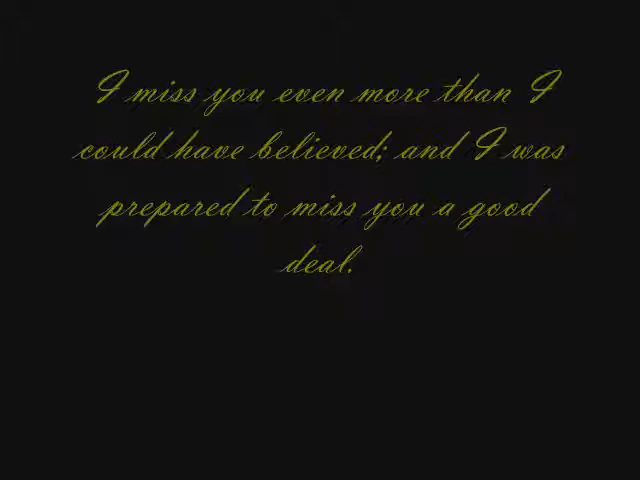 I miss you even more than I
could have believed; and I was
prepared to miss you a good
deal.